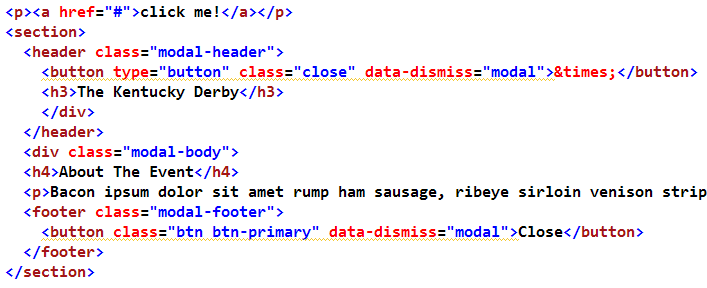 <p><a href="#">click me!</a></p>
<section>
<header class="modal-header">
<button type="button" class="close" data-dismiss="modal">&times;</button>
<h3>The Kentucky Derby</h3>
</div>
</header>
<div class="modal-body">
<h4>About The Event</h4>
<p>Bacon ipsum dolor sit amet rump ham sausage, ribeye sirloin venison strip
<footer class="modal-footer">
<button class="btn btn-primary" data-dismiss="modal">Close</button>
</footer>
</section>